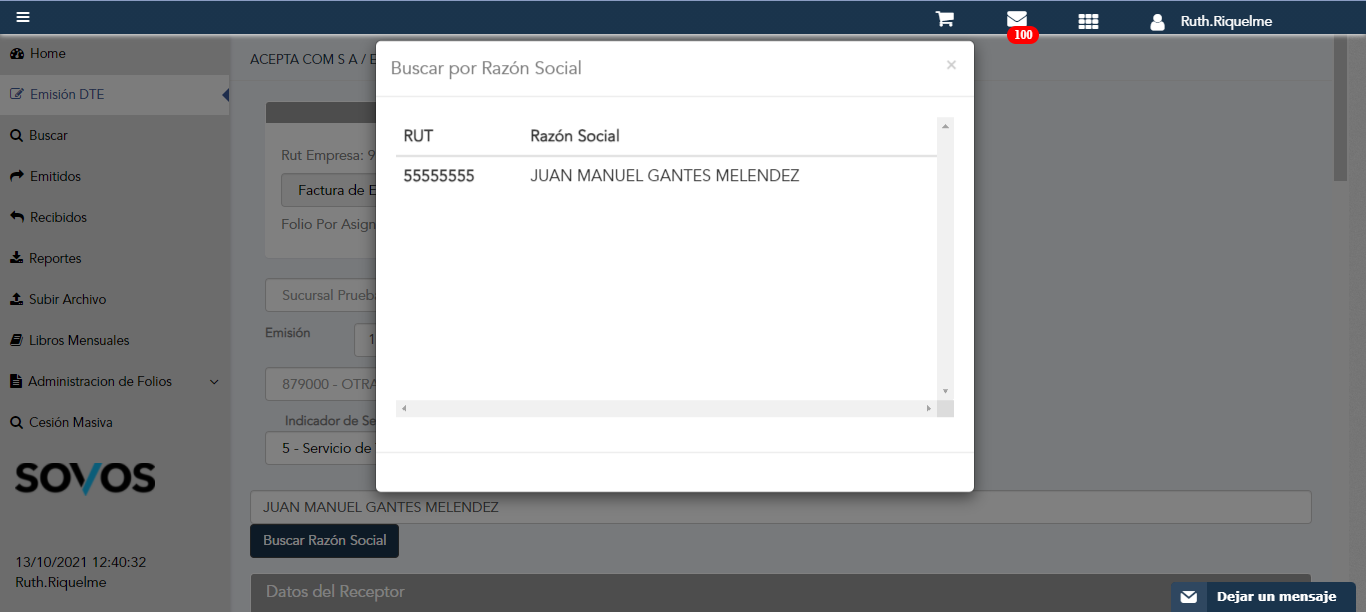 100
Ruth.Riquelme
Home
Emisión DTE
Buscar
Emitidos
Recibidos
Reportes
Subir Archivo
Libros Mensuales
Administracion de Folios
Cesión Masiva
SOVOS
13/10/2021 12:40:32
Ruth.Riquelme
ACEPTA COM S A / E
Rut Empresa: 9
Factura de E
Folio Por Asign
Sucursal Prueba
Emisión
1
879000 - OTRA
Indicador de Se
5 - Servicio de
Buscar por Razón Social ×
RUT Razón Social
55555555 JUAN MANUEL GANTES MELENDEZ
JUAN MANUEL GANTES MELENDEZ
Buscar Razón Social
Datos del Receptor
Dejar un mensaje